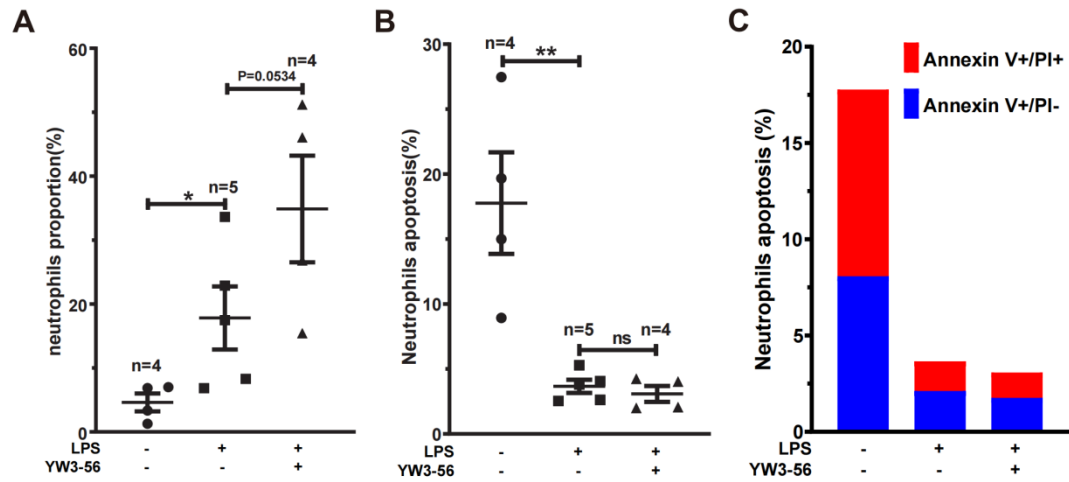 A
neutrophils proportion(%)
60
40
20
0
n=4
*
n=5
P=0.0534
n=4
LPS - + +
YW3-56 - - +
B
Neutrophils apoptosis(%)
30
20
10
0
n=4
**
n=5
ns
n=4
LPS - + +
YW3-56 - - +
C
Neutrophils apoptosis (%)
20
15
10
5
0
Annexin V+/PI+
Annexin V+/PI-
LPS - + +
YW3-56 - - +